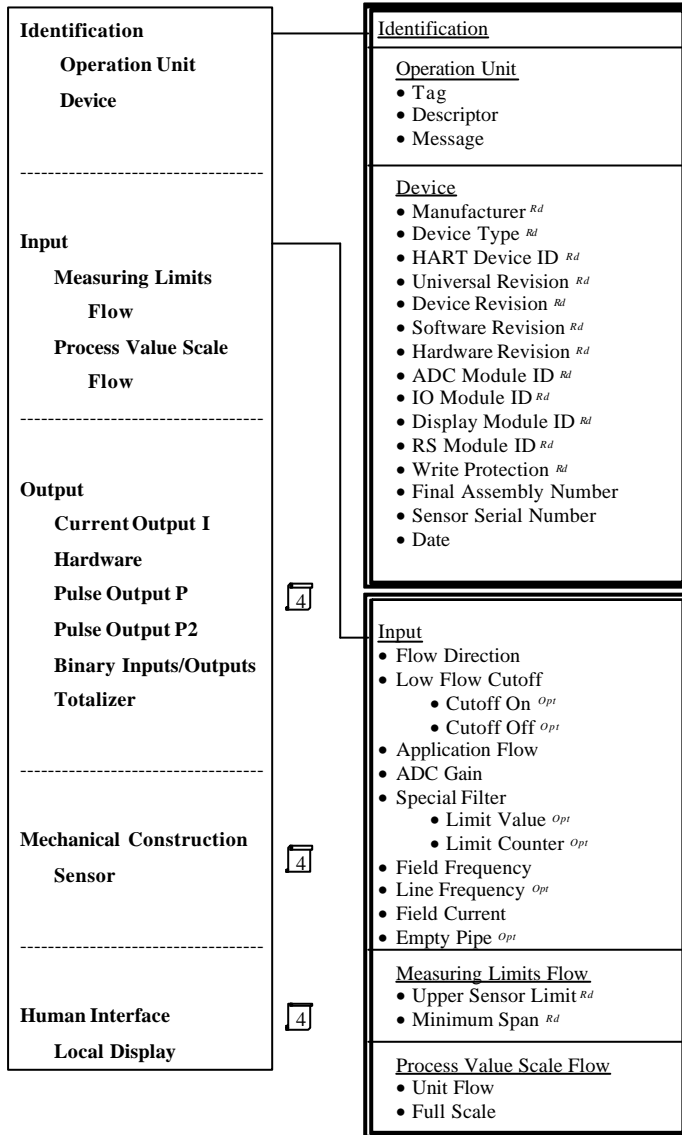 Identification
Operation Unit
Device
-----------------------------------
Input
Measuring Limits
Flow
Process Value Scale
Flow
-----------------------------------
Output
Current Output I
Hardware
Pulse Output P
4
Pulse Output P2
Binary Inputs/Outputs
Totalizer
-----------------------------------
Mechanical Construction
Sensor
4
-----------------------------------
Human Interface
4
Local Display
Identification
Operation Unit
• Tag
• Descriptor
• Message
Device
• Manufacturer Rd
• Device Type Rd
• HART Device ID Rd
• Universal Revision Rd
• Device Revision Rd
• Software Revision Rd
• Hardware Revision Rd
• ADC Module ID Rd
• IO Module ID Rd
• Display Module ID Rd
• RS Module ID Rd
• Write Protection Rd
• Final Assembly Number
• Sensor Serial Number
• Date
Input
• Flow Direction
• Low Flow Cutoff
• Cutoff On Opt
• Cutoff Off Opt
• Application Flow
• ADC Gain
• Special Filter
• Limit Value Opt
• Limit Counter Opt
• Field Frequency
• Line Frequency Opt
• Field Current
• Empty Pipe Opt
Measuring Limits Flow
• Upper Sensor Limit Rd
• Minimum Span Rd
Process Value Scale Flow
• Unit Flow
• Full Scale